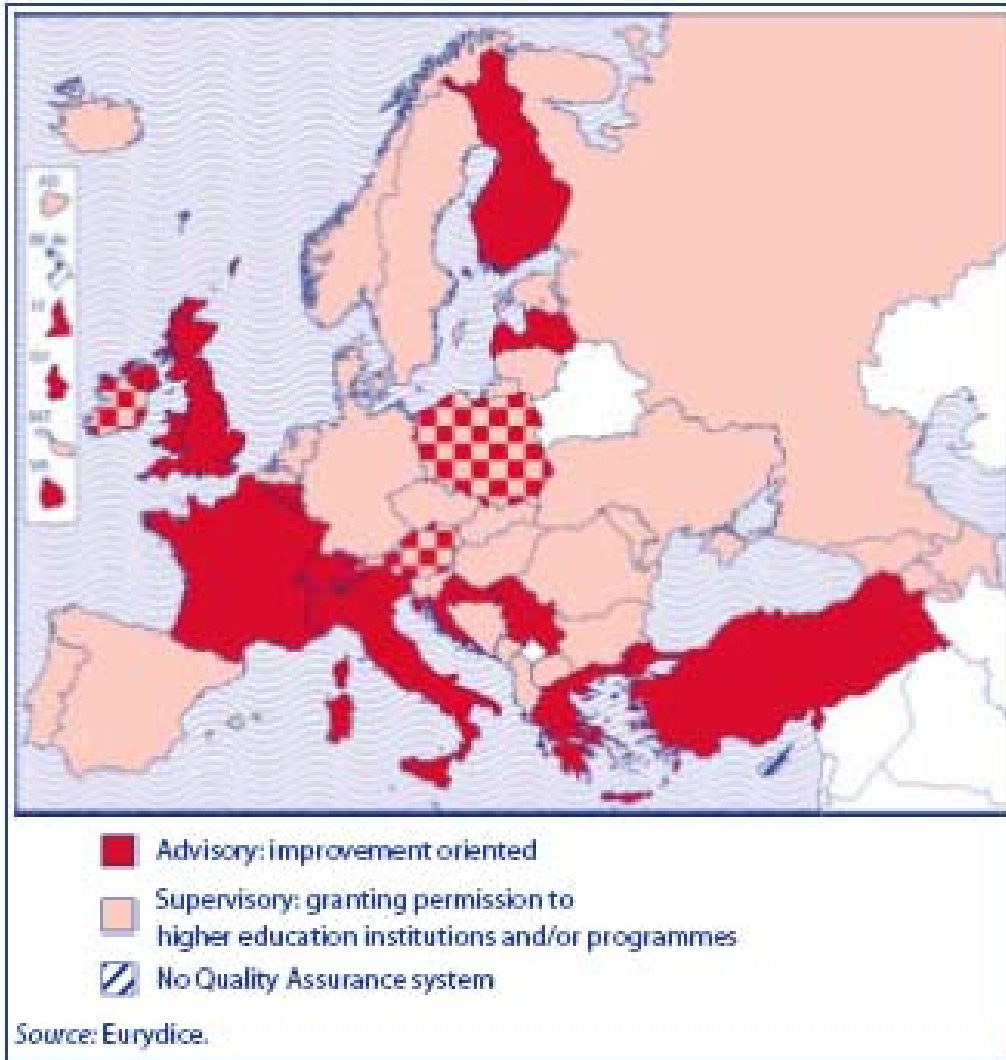 Advisory: improvement oriented
Supervisory: granting permission to
higher education institutions and/or programmes
No Quality Assurance system
Source: Eurydice.